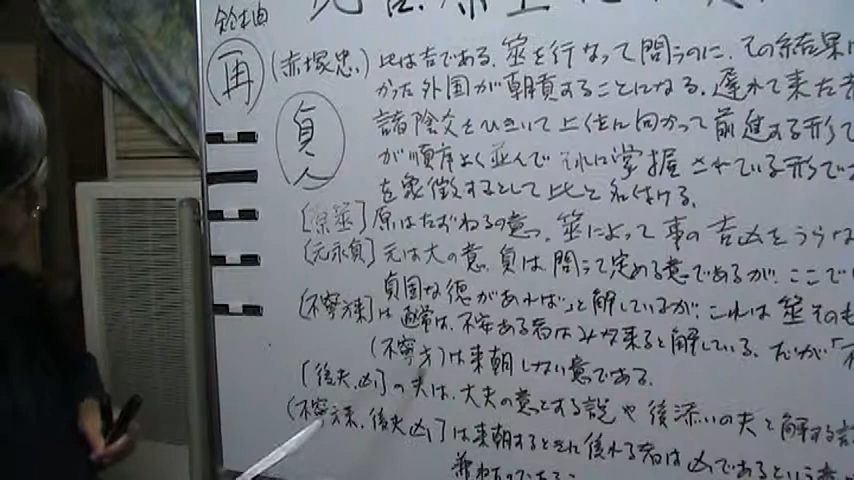 再 (赤塚忠) 比は吉である。筮を行なって問うのに、その結果
かった外国が朝貢することになる。遅れて来た
貞人 諸陰爻をひきいて上位に向かって前進する形で
が順序よく並んで それに掌握されている形で
を象徴するとして比と名付ける。
[原筮] 原はたずねるの意。筮によって事の吉凶をうらな
(元永貞) 元は大の意。貞は、問うて定める意であるが、ここで
貞固な徳があれば」と解しているが、これは筮そのも
(不寧方来)は通常は、不安ある者はみな来ると解している。だが「不
(不寧方)は来朝しない意である。
[後夫、凶]の夫は、大夫の意とする説や後添いの夫と解する
(不寧方来、後夫凶)は来朝するときに後れる者は凶であるという